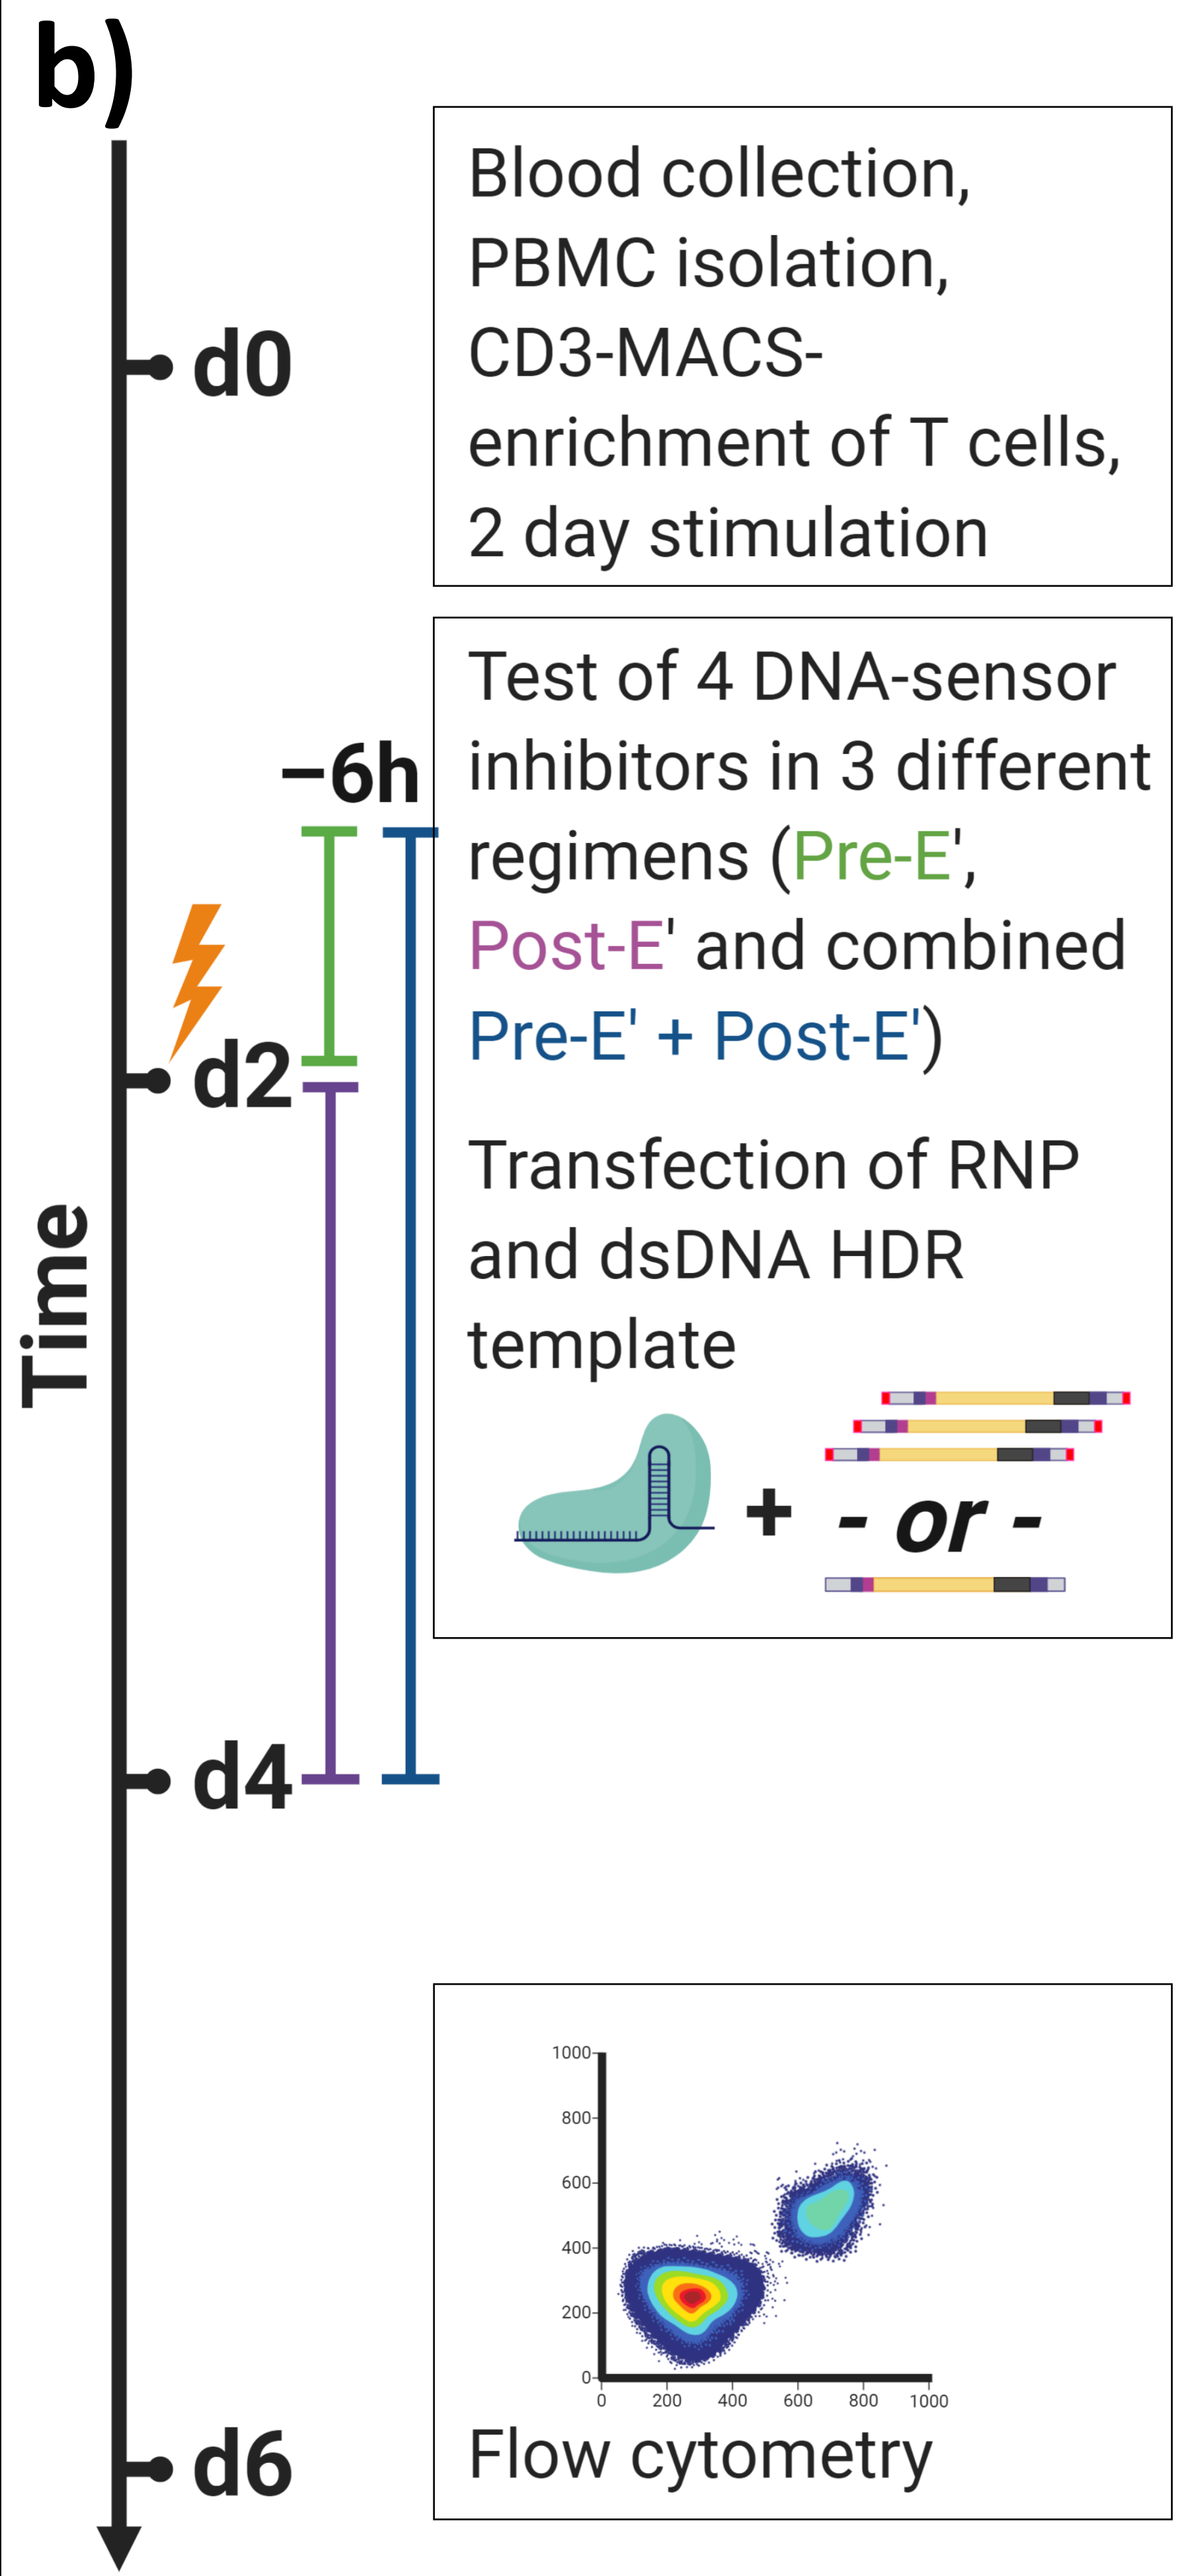 b)
Blood collection,
PBMC isolation,
CD3-MACS-
enrichment of T cells,
2 day stimulation
d0
Test of 4 DNA-sensor
inhibitors in 3 different
regimens (Pre-E',
Post-E' and combined
Pre-E' + Post-E')
−6h
d2
Transfection of RNP
and dsDNA HDR
template
+
- or -
Time
d4
1000
800
600
400
200
0
0 200 400 600 800 1000
Flow cytometry
d6